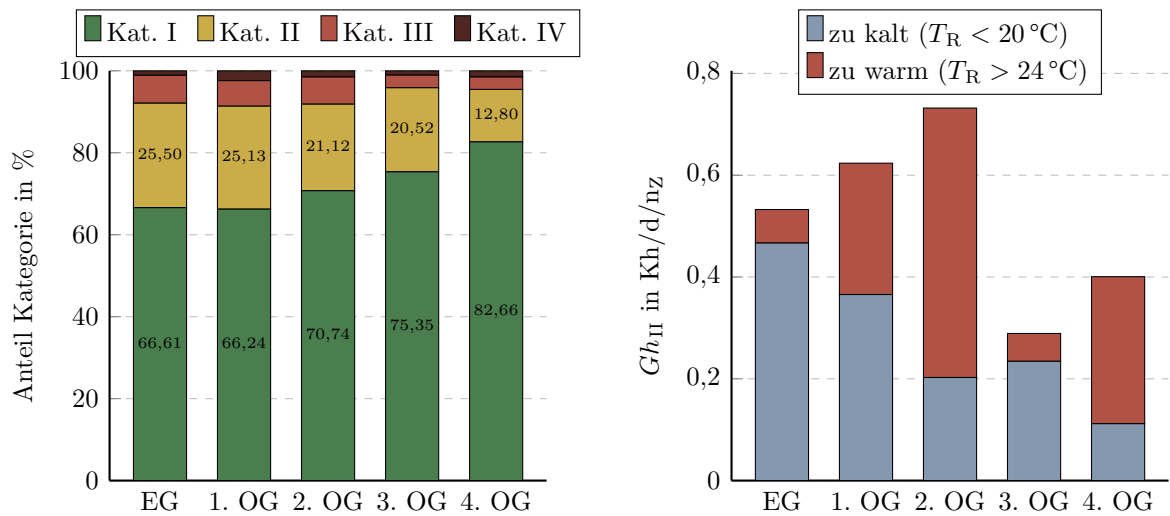 Kat. I Kat. II Kat. III Kat. IV
100
80
60
40
20
0
Anteil Kategorie in %
25,50 25,13 21,12 20,52 12,80
66,61 66,24 70,74 75,35 82,66
EG 1. OG 2. OG 3. OG 4. OG
zu kalt (T_R < 20 °C)
zu warm (T_R > 24 °C)
0,8
0,6
0,4
0,2
0
Gh_II in Kh/d/n_Z
EG 1. OG 2. OG 3. OG 4. OG